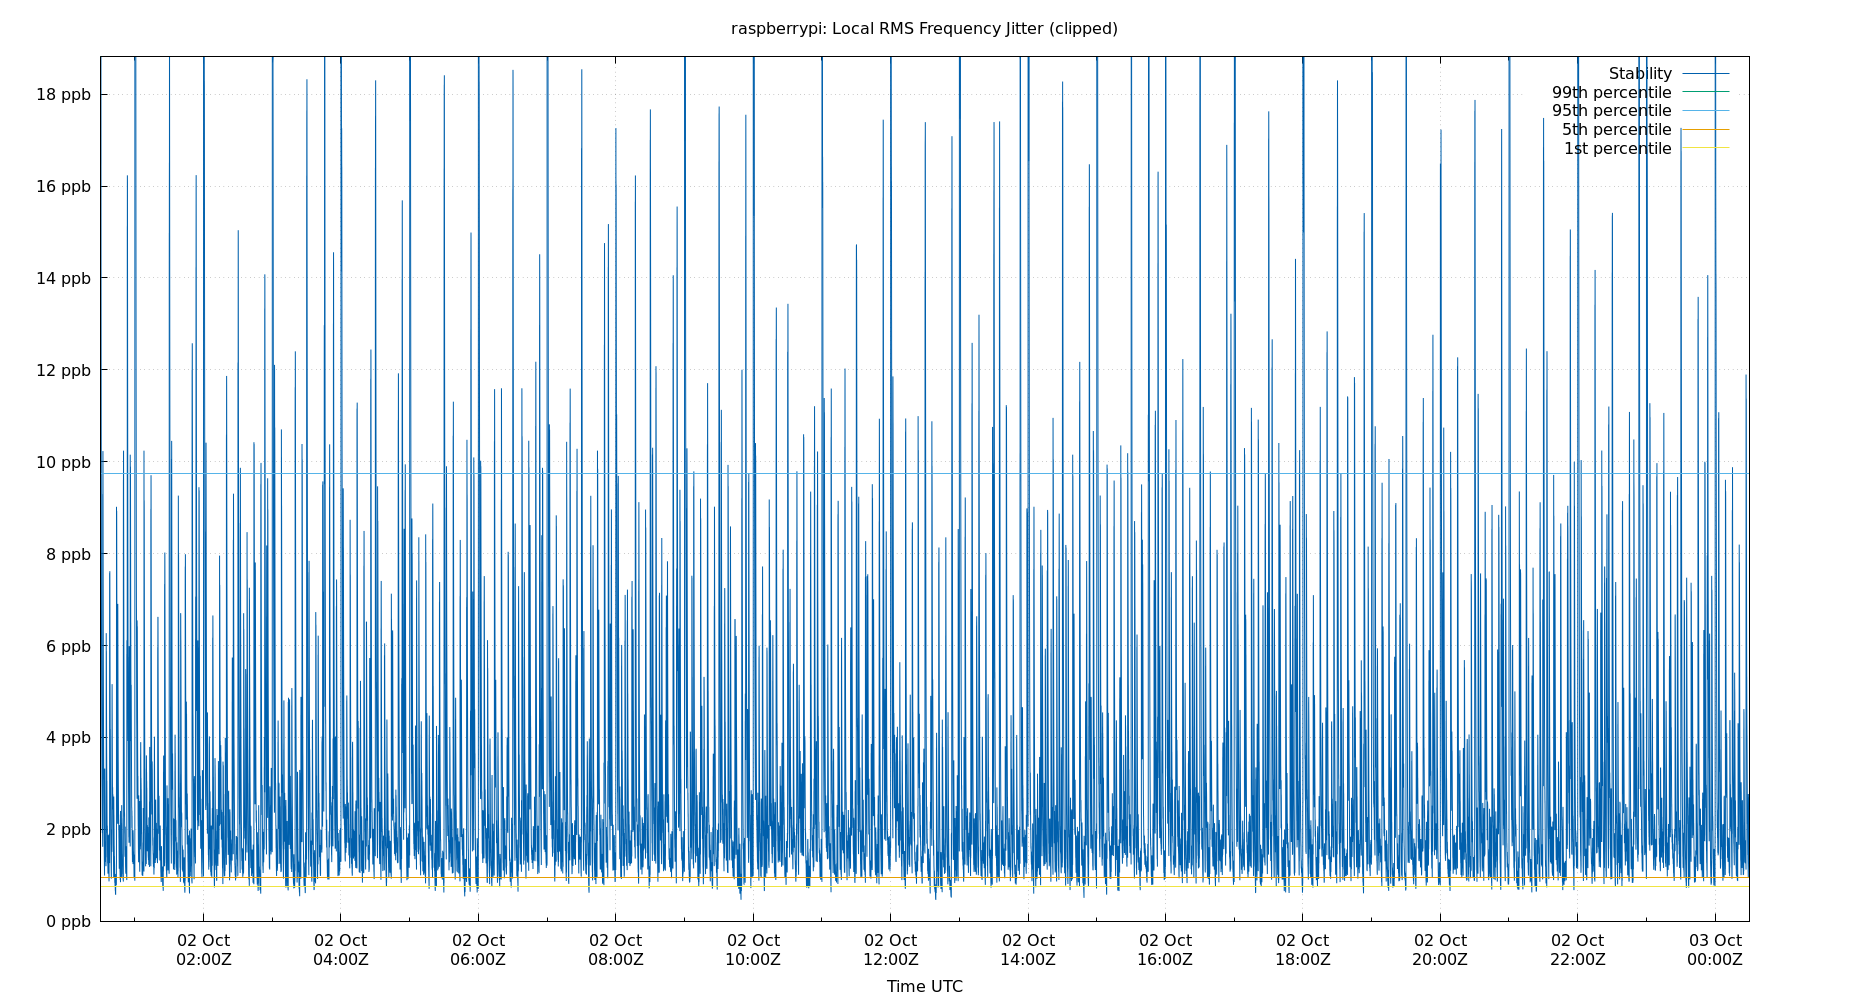 raspberrypi: Local RMS Frequency Jitter (clipped)
Stability
99th percentile
95th percentile
5th percentile
1st percentile
18 ppb
16 ppb
14 ppb
12 ppb
10 ppb
8 ppb
6 ppb
4 ppb
2 ppb
0 ppb
02 Oct 02 Oct 02 Oct 02 Oct 02 Oct 02 Oct 02 Oct 02 Oct 02 Oct 02 Oct 02 Oct 03 Oct
02:00Z 04:00Z 06:00Z 08:00Z 10:00Z 12:00Z 14:00Z 16:00Z 18:00Z 20:00Z 22:00Z 00:00Z
Time UTC